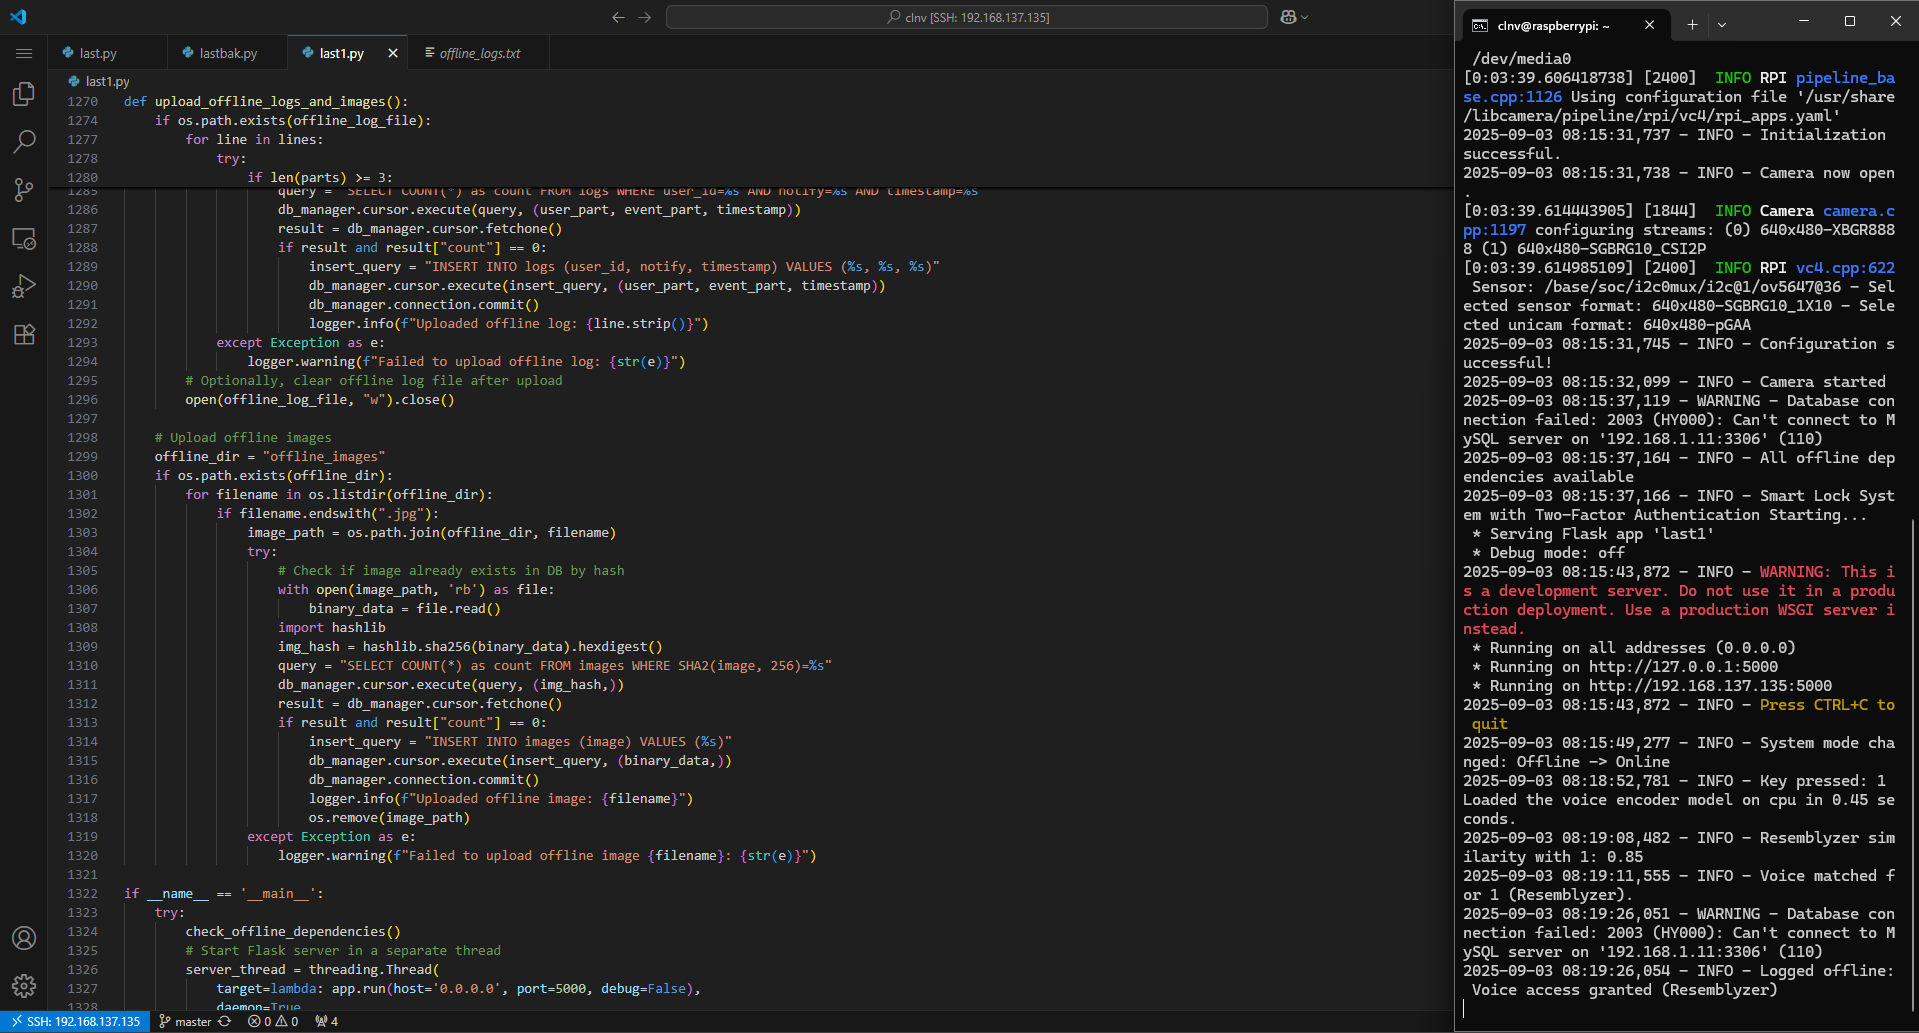 clnv [SSH: 192.168.137.135]
last.py
lastbak.py
last1.py
offline_logs.txt
last1.py
1270 def upload_offline_logs_and_images():
1274 if os.path.exists(offline_log_file):
1277 for line in lines:
1278 try:
1280 if len(parts) >= 3:
1285 query = "SELECT COUNT(*) as count FROM logs WHERE user_id=%s AND notify=%s AND timestamp=%s
1286 db_manager.cursor.execute(query, (user_part, event_part, timestamp))
1287 result = db_manager.cursor.fetchone()
1288 if result and result["count"] == 0:
1289 insert_query = "INSERT INTO logs (user_id, notify, timestamp) VALUES (%s, %s, %s)"
1290 db_manager.cursor.execute(insert_query, (user_part, event_part, timestamp))
1291 db_manager.connection.commit()
1292 logger.info(f"Uploaded offline log: {line.strip()}")
1293 except Exception as e:
1294 logger.warning(f"Failed to upload offline log: {str(e)}")
1295 # Optionally, clear offline log file after upload
1296 open(offline_log_file, "w").close()
1297
1298 # Upload offline images
1299 offline_dir = "offline_images"
1300 if os.path.exists(offline_dir):
1301 for filename in os.listdir(offline_dir):
1302 if filename.endswith(".jpg"):
1303 image_path = os.path.join(offline_dir, filename)
1304 try:
1305 # Check if image already exists in DB by hash
1306 with open(image_path, 'rb') as file:
1307 binary_data = file.read()
1308 import hashlib
1309 img_hash = hashlib.sha256(binary_data).hexdigest()
1310 query = "SELECT COUNT(*) as count FROM images WHERE SHA2(image, 256)=%s"
1311 db_manager.cursor.execute(query, (img_hash,))
1312 result = db_manager.cursor.fetchone()
1313 if result and result["count"] == 0:
1314 insert_query = "INSERT INTO images (image) VALUES (%s)"
1315 db_manager.cursor.execute(insert_query, (binary_data,))
1316 db_manager.connection.commit()
1317 logger.info(f"Uploaded offline image: {filename}")
1318 os.remove(image_path)
1319 except Exception as e:
1320 logger.warning(f"Failed to upload offline image {filename}: {str(e)}")
1321
1322 if __name__ == '__main__':
1323 try:
1324 check_offline_dependencies()
1325 # Start Flask server in a separate thread
1326 server_thread = threading.Thread(
1327 target=lambda: app.run(host='0.0.0.0', port=5000, debug=False),
1328 daemon=True
SSH: 192.168.137.135 master 0 0 4
clnv@raspberrypi: ~
/dev/media0
[0:03:39.606418738] [2400] INFO RPI pipeline_ba
se.cpp:1126 Using configuration file '/usr/share
/libcamera/pipeline/rpi/vc4/rpi_apps.yaml'
2025-09-03 08:15:31,737 - INFO - Initialization
successful.
2025-09-03 08:15:31,738 - INFO - Camera now open
.
[0:03:39.614443905] [1844] INFO Camera camera.c
pp:1197 configuring streams: (0) 640x480-XBGR888
8 (1) 640x480-SGBRG10_CSI2P
[0:03:39.614985109] [2400] INFO RPI vc4.cpp:622
Sensor: /base/soc/i2c0mux/i2c@1/ov5647@36 - Sel
ected sensor format: 640x480-SGBRG10_1X10 - Sele
cted unicam format: 640x480-pGAA
2025-09-03 08:15:31,745 - INFO - Configuration s
uccessful!
2025-09-03 08:15:32,099 - INFO - Camera started
2025-09-03 08:15:37,119 - WARNING - Database con
nection failed: 2003 (HY000): Can't connect to M
ySQL server on '192.168.1.11:3306' (110)
2025-09-03 08:15:37,164 - INFO - All offline dep
endencies available
2025-09-03 08:15:37,166 - INFO - Smart Lock Syst
em with Two-Factor Authentication Starting...
* Serving Flask app 'last1'
* Debug mode: off
2025-09-03 08:15:43,872 - INFO - WARNING: This i
s a development server. Do not use it in a produ
ction deployment. Use a production WSGI server i
nstead.
* Running on all addresses (0.0.0.0)
* Running on http://127.0.0.1:5000
* Running on http://192.168.137.135:5000
2025-09-03 08:15:43,872 - INFO - Press CTRL+C to
quit
2025-09-03 08:15:49,277 - INFO - System mode cha
nged: Offline -> Online
2025-09-03 08:18:52,781 - INFO - Key pressed: 1
Loaded the voice encoder model on cpu in 0.45 se
conds.
2025-09-03 08:19:08,482 - INFO - Resemblyzer sim
ilarity with 1: 0.85
2025-09-03 08:19:11,555 - INFO - Voice matched f
or 1 (Resemblyzer).
2025-09-03 08:19:26,051 - WARNING - Database con
nection failed: 2003 (HY000): Can't connect to M
ySQL server on '192.168.1.11:3306' (110)
2025-09-03 08:19:26,054 - INFO - Logged offline:
Voice access granted (Resemblyzer)